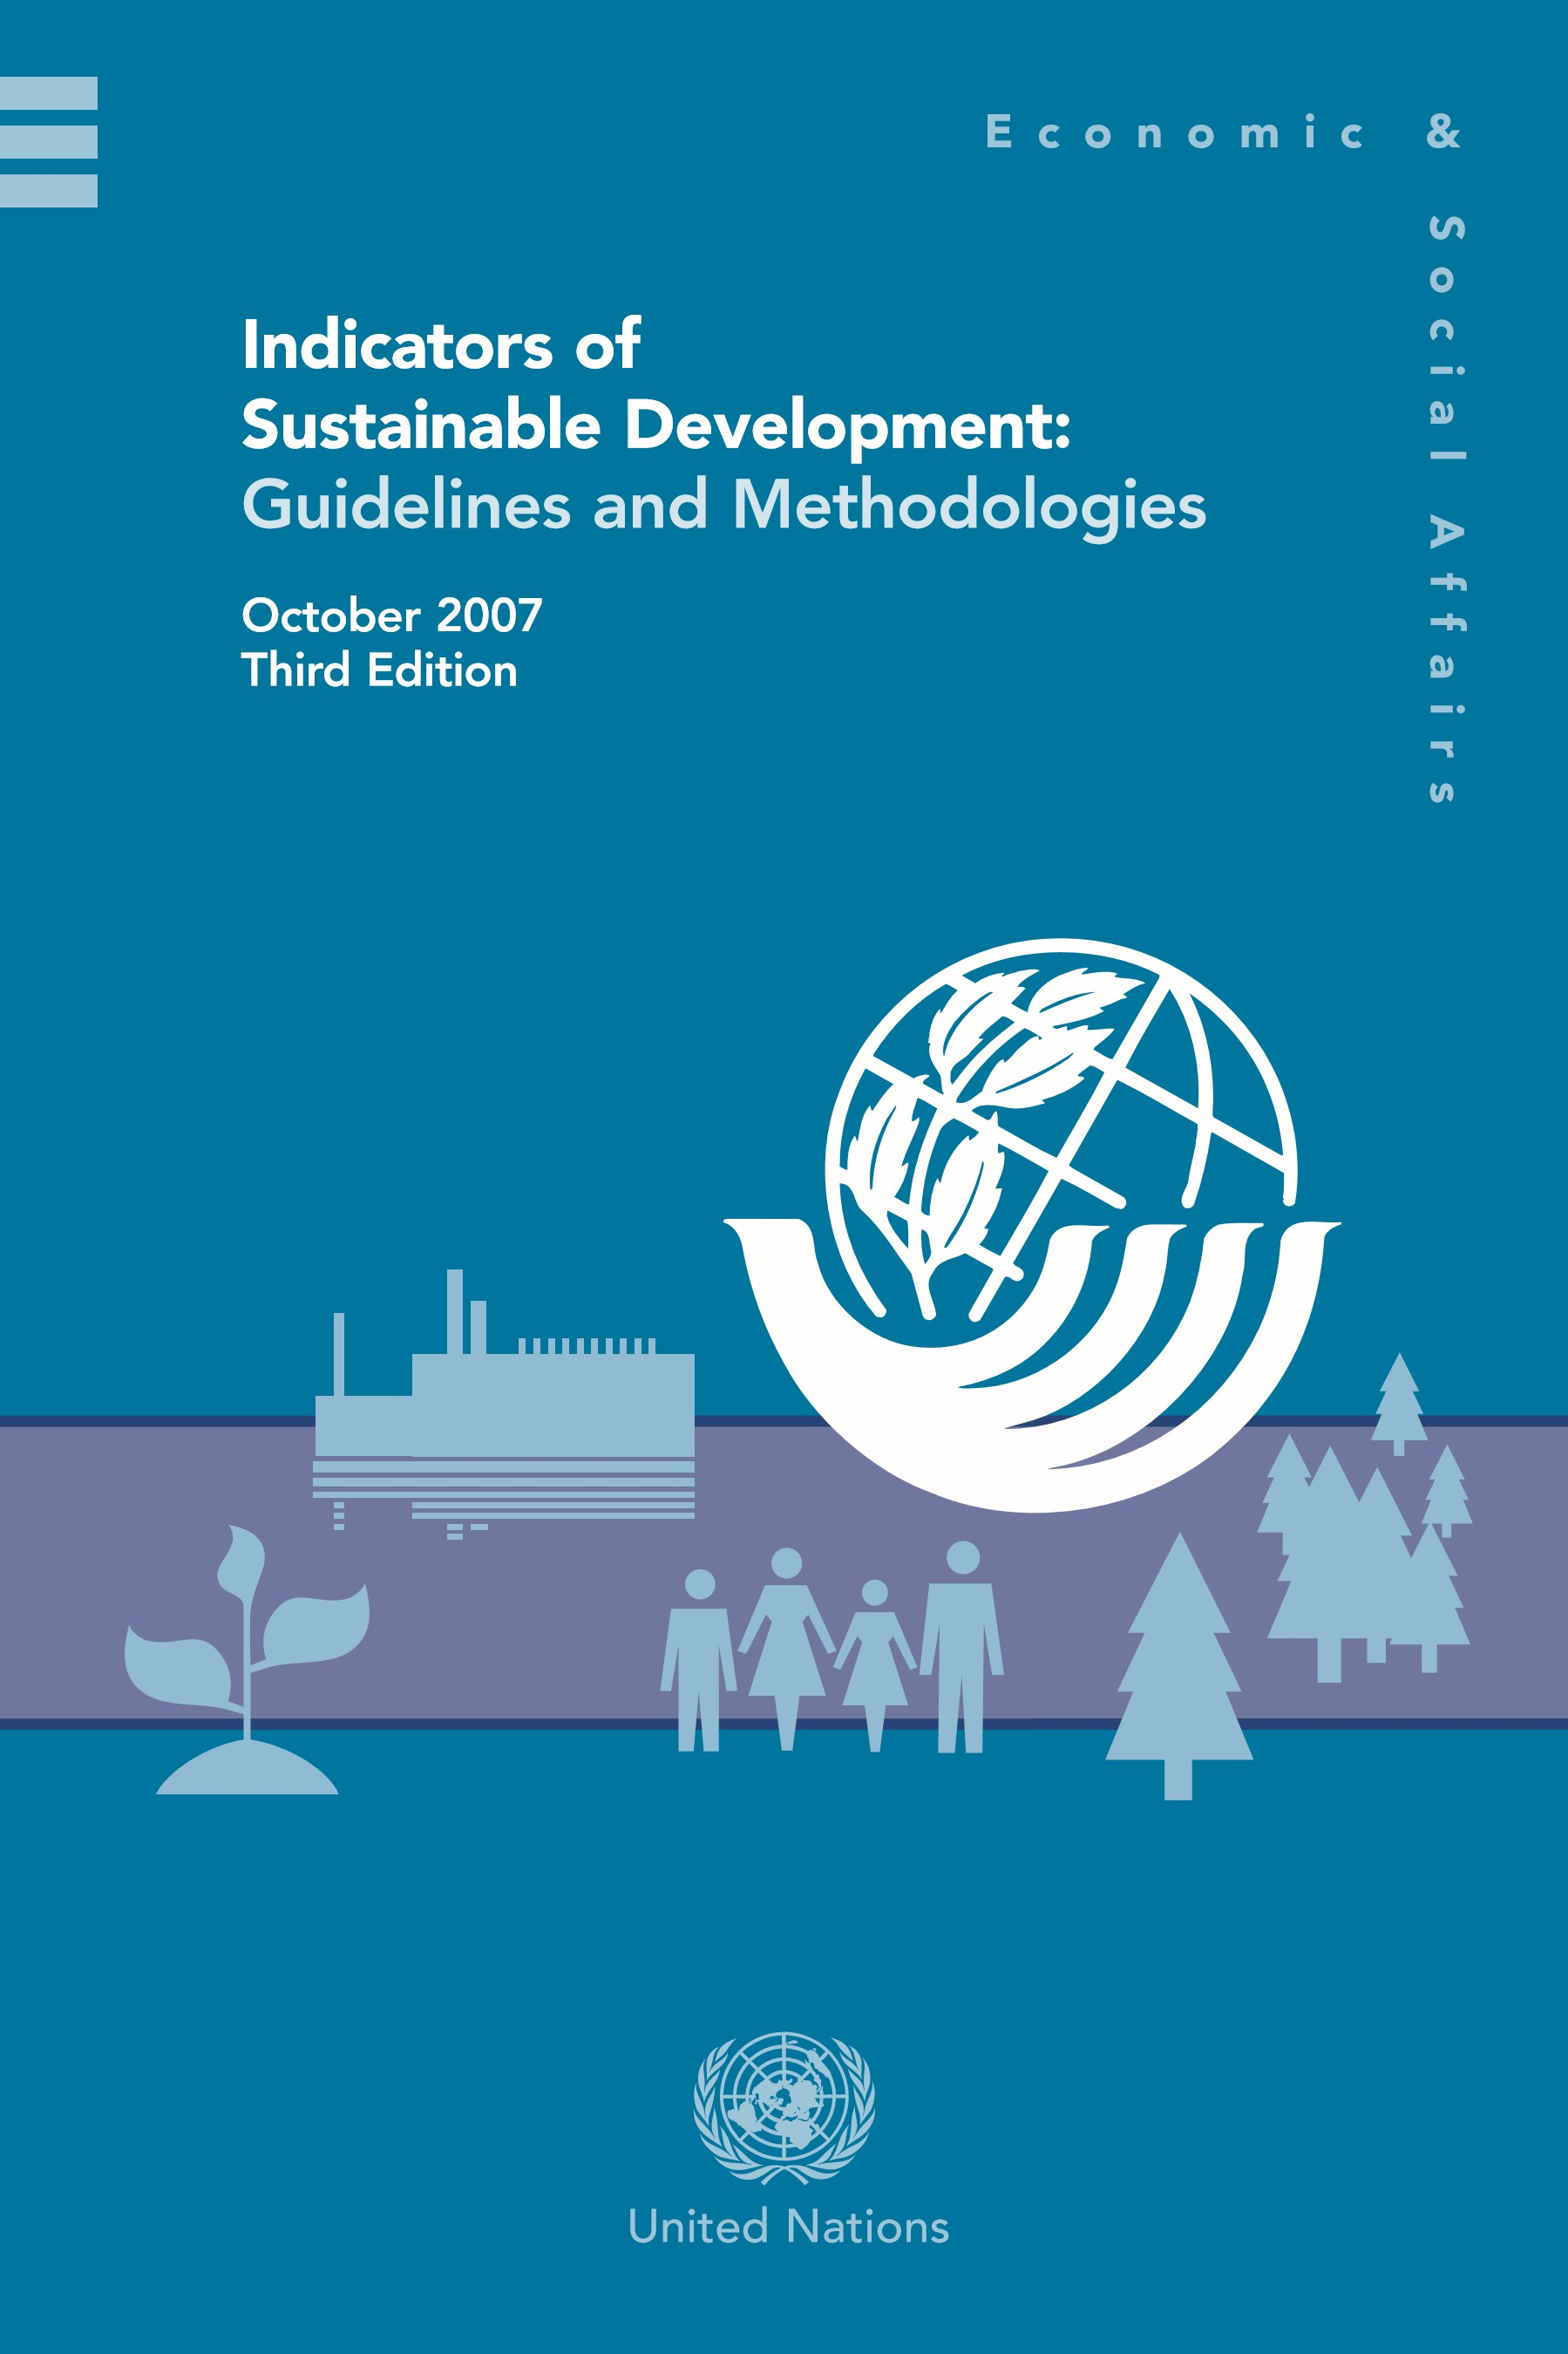 Economic &
Social Affairs
Indicators of
Sustainable Development:
Guidelines and Methodologies
October 2007
Third Edition
United Nations